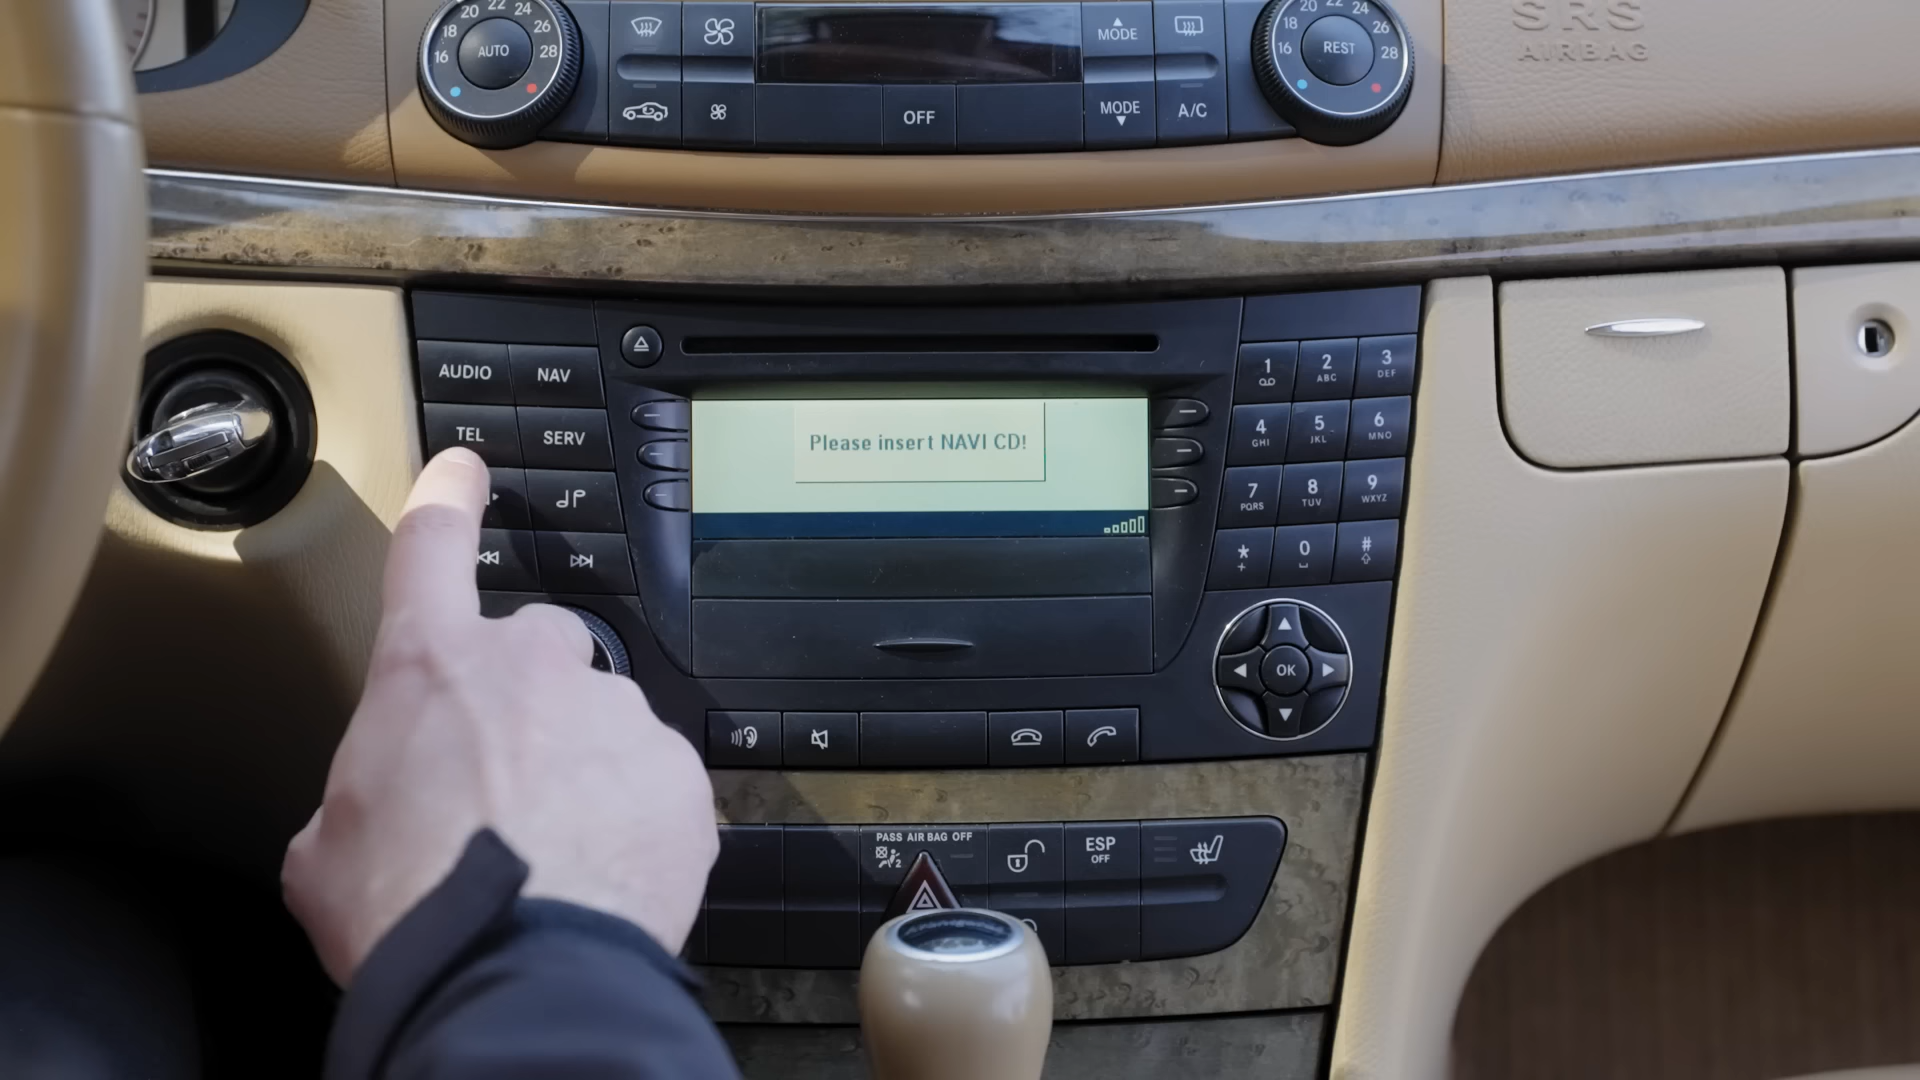 SRS
AIRBAG
20 22 24
18 26
16 AUTO 28
MODE
20 22 24
18 26
16 REST 28
OFF
MODE
A/C
AUDIO NAV
TEL SERV
Please insert NAVI CD!
1
2 ABC
3 DEF
4 GHI
5 JKL
6 MNO
7 PQRS
8 TUV
9 WXYZ
* +
0
#
OK
PASS AIR BAG OFF
2
ESP
OFF